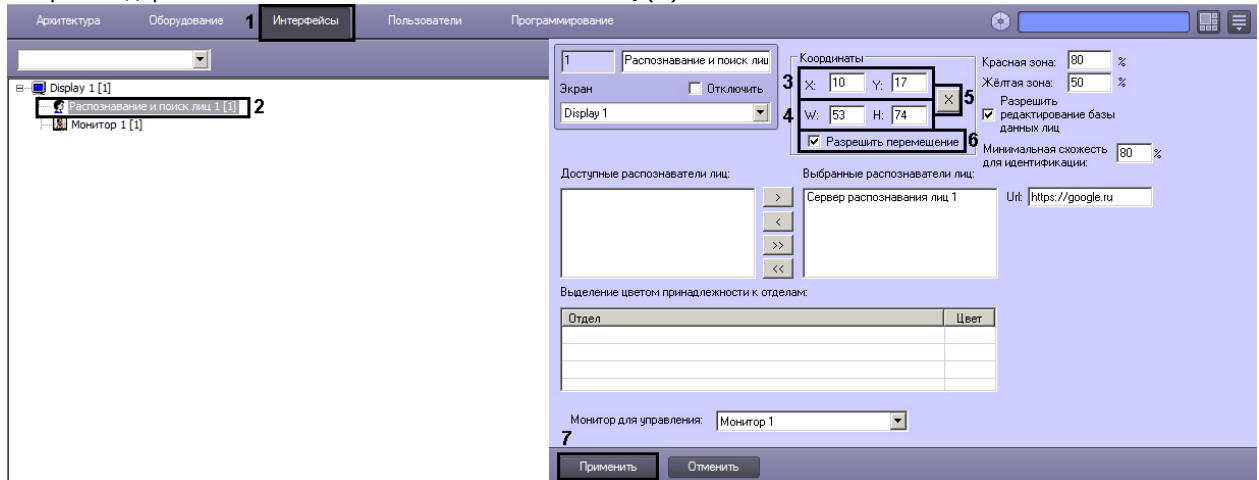 Архитектура Оборудование 1 Интерфейсы Пользователи Программирование
Display 1 [1]
Распознавание и поиск лиц 1 [1] 2
Монитор 1 [1]
1 Распознавание и поиск лиц
Экран Отключить
Display 1
Координаты
3 X: 10 Y: 17
X 5
4 W: 53 H: 74
Разрешить перемещение 6
Красная зона: 80 %
Жёлтая зона: 50 %
Разрешить
редактирование базы
данных лиц
Минимальная схожесть
для идентификации: 80 %
Доступные распознаватели лиц:
Выбранные распознаватели лиц:
>
<
>>
<<
Сервер распознавания лиц 1
Url: https://google.ru
Выделение цветом принадлежности к отделам:
Отдел Цвет
Монитор для управления: Монитор 1
7
Применить Отменить